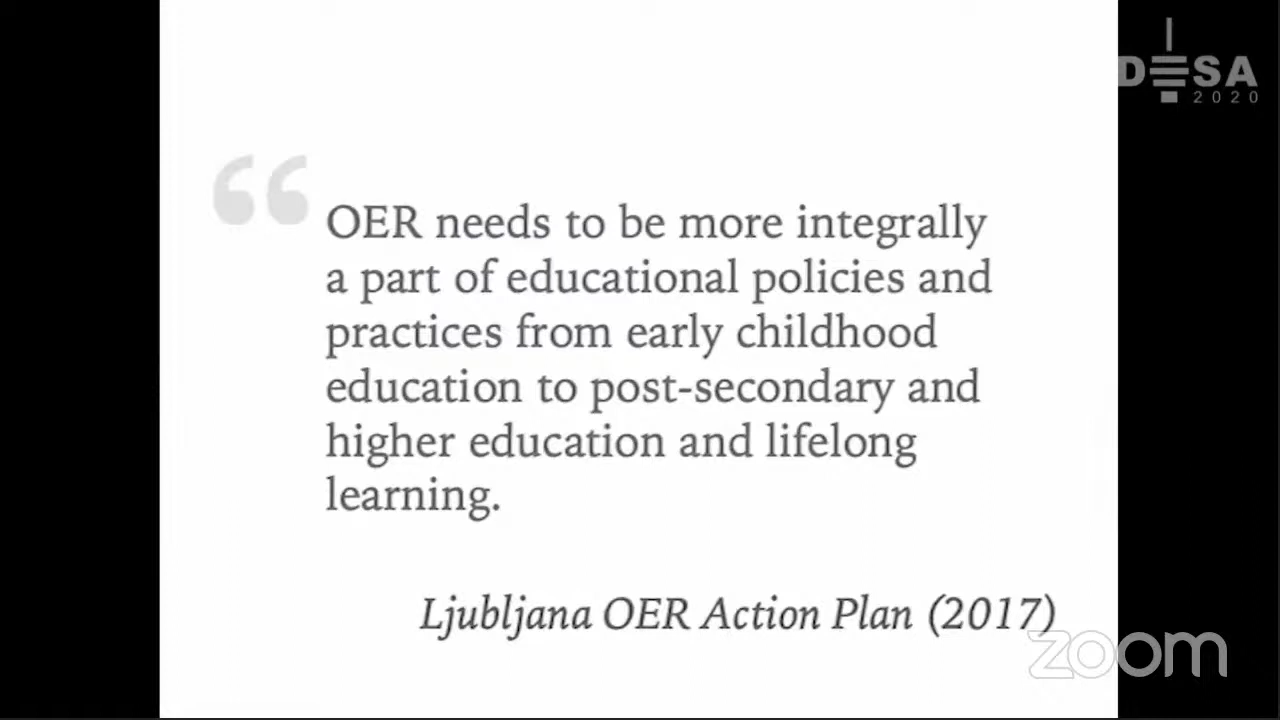 DESA
2020
“
OER needs to be more integrally
a part of educational policies and
practices from early childhood
education to post-secondary and
higher education and lifelong
learning.
Ljubljana OER Action Plan (2017)
zoom